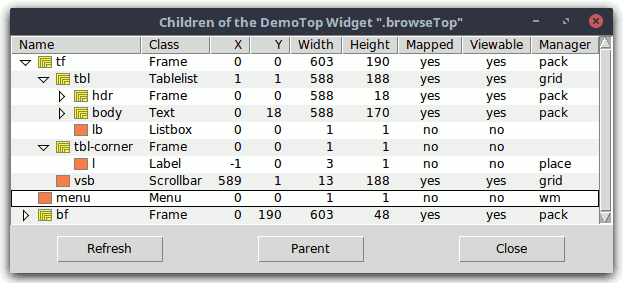 Children of the DemoTop Widget ".browseTop"
Name Class X Y Width Height Mapped Viewable Manager
tf Frame 0 0 603 190 yes yes pack
tbl Tablelist 1 1 588 188 yes yes grid
hdr Frame 0 0 588 18 yes yes pack
body Text 0 18 588 170 yes yes pack
lb Listbox 0 0 1 1 no no
tbl-corner Frame 0 0 1 1 no no
l Label -1 0 3 1 no no place
vsb Scrollbar 589 1 13 188 yes yes grid
menu Menu 0 0 1 1 no no wm
bf Frame 0 190 603 48 yes yes pack
Refresh Parent Close